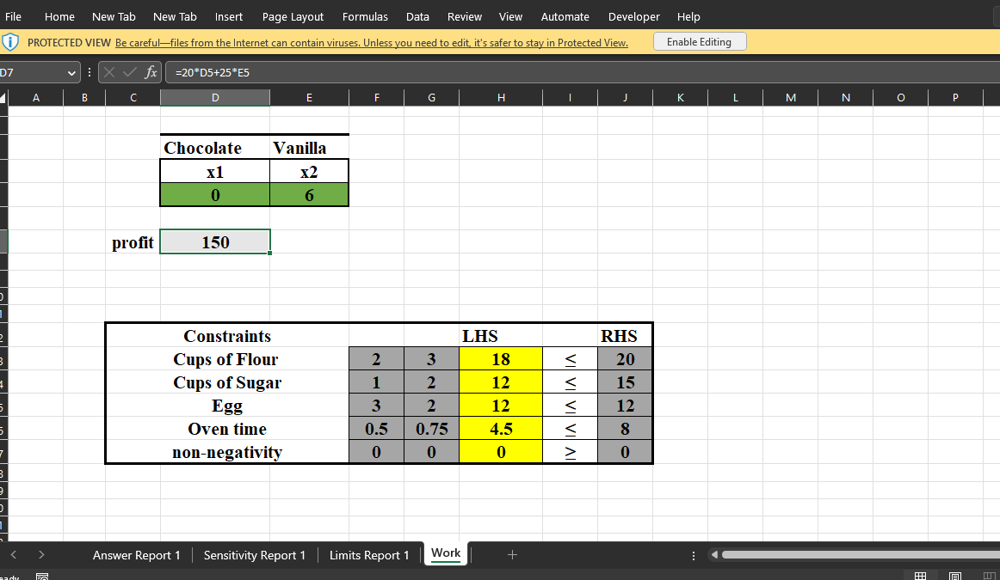 File Home New Tab New Tab Insert Page Layout Formulas Data Review View Automate Developer Help
PROTECTED VIEW Be careful—files from the Internet can contain viruses. Unless you need to edit, it's safer to stay in Protected View. Enable Editing
D7 fx =20*D5+25*E5
A B C D E F G H I J K L M N O P
Chocolate Vanilla
x1 x2
0 6
profit 150
Constraints LHS RHS
Cups of Flour 2 3 18 ≤ 20
Cups of Sugar 1 2 12 ≤ 15
Egg 3 2 12 ≤ 12
Oven time 0.5 0.75 4.5 ≤ 8
non-negativity 0 0 0 ≥ 0
Answer Report 1 Sensitivity Report 1 Limits Report 1 Work